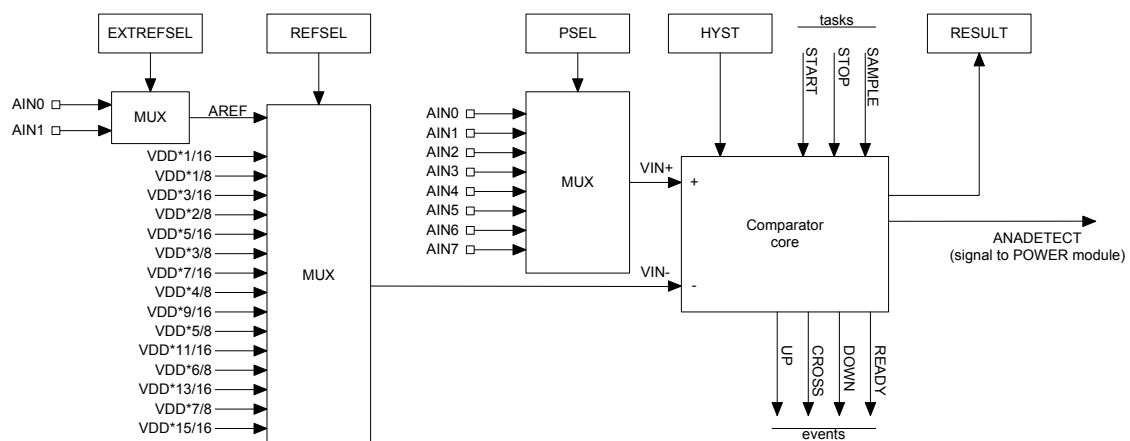 tasks
EXTREFSEL
REFSEL
PSEL
HYST
RESULT
START
STOP
SAMPLE
AIN0
AIN1
MUX
AREF
VDD*1/16
VDD*1/8
VDD*3/16
VDD*2/8
VDD*5/16
VDD*3/8
VDD*7/16
VDD*4/8
VDD*9/16
VDD*5/8
VDD*11/16
VDD*6/8
VDD*13/16
VDD*7/8
VDD*15/16
MUX
AIN0
AIN1
AIN2
AIN3
AIN4
AIN5
AIN6
AIN7
MUX
VIN+
VIN-
+
-
Comparator
core
ANADETECT
(signal to POWER module)
UP
CROSS
DOWN
READY
events